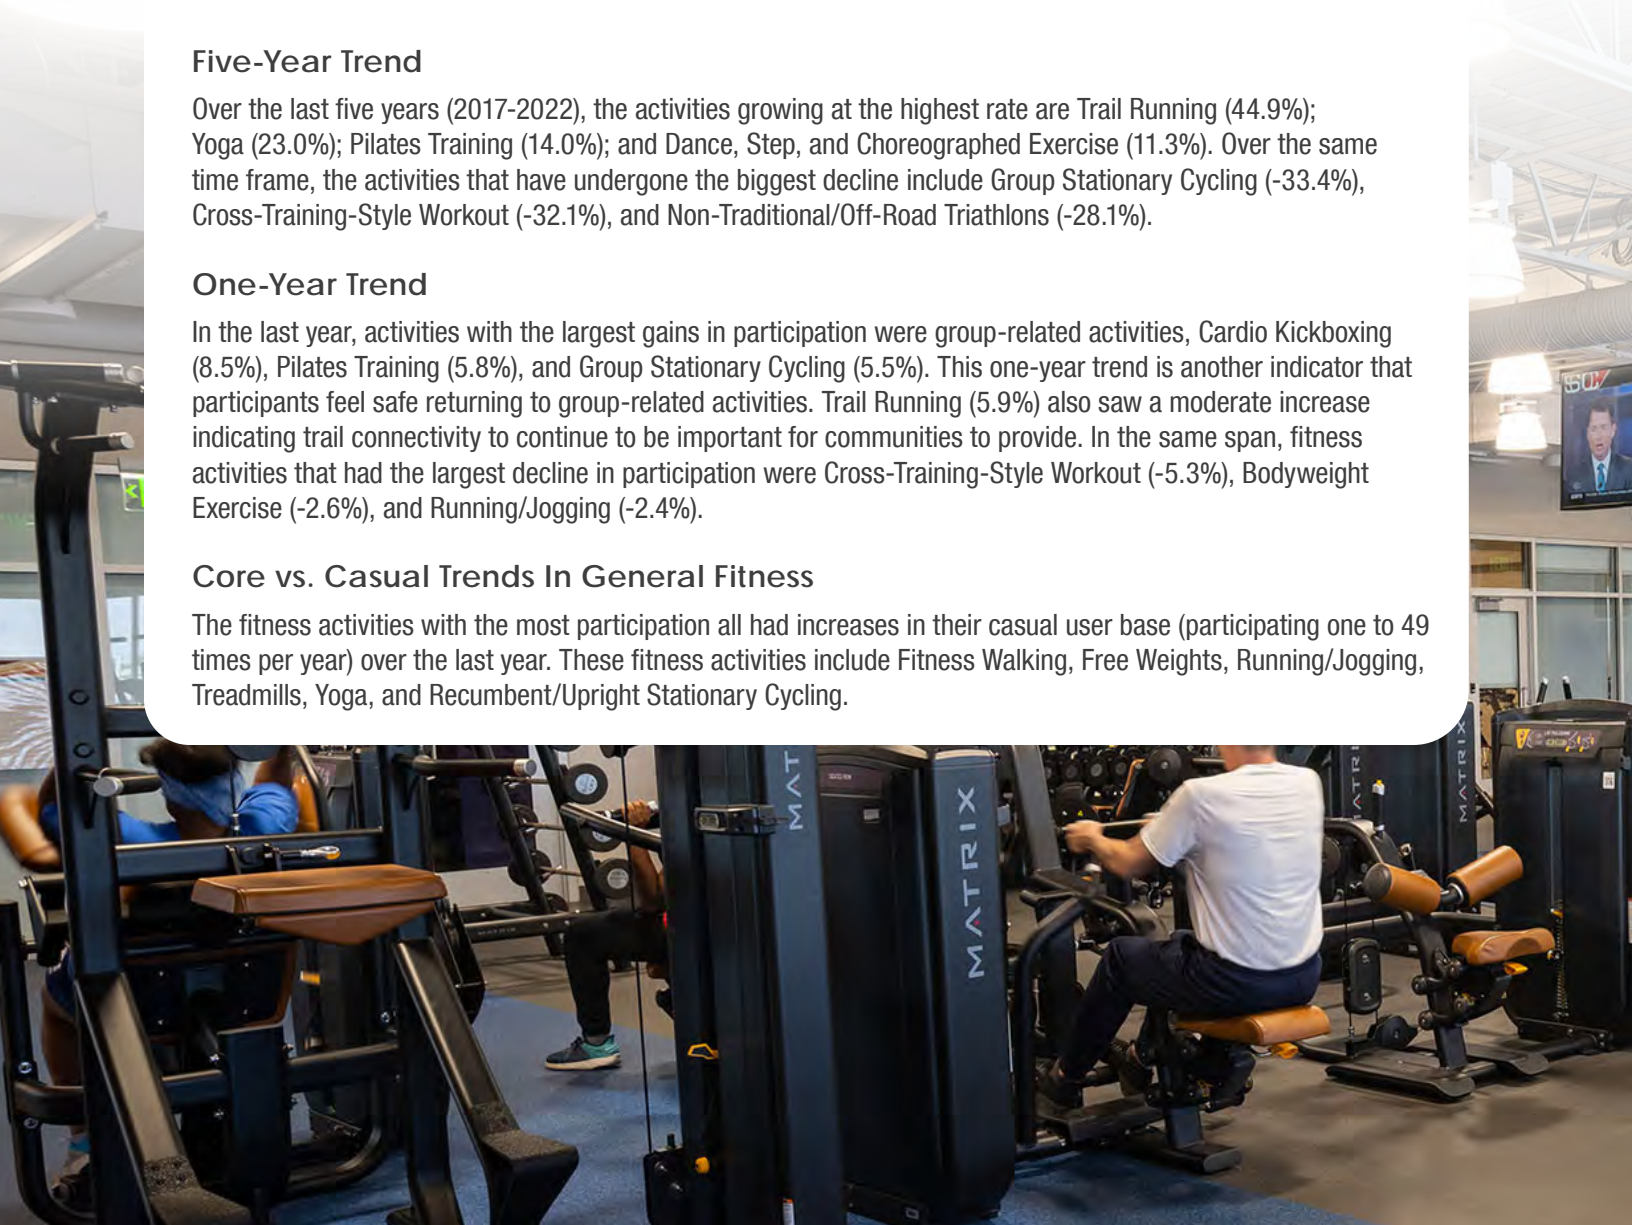 Five-Year Trend
Over the last five years (2017-2022), the activities growing at the highest rate are Trail Running (44.9%);
Yoga (23.0%); Pilates Training (14.0%); and Dance, Step, and Choreographed Exercise (11.3%). Over the same
time frame, the activities that have undergone the biggest decline include Group Stationary Cycling (-33.4%),
Cross-Training-Style Workout (-32.1%), and Non-Traditional/Off-Road Triathlons (-28.1%).
One-Year Trend
In the last year, activities with the largest gains in participation were group-related activities, Cardio Kickboxing
(8.5%), Pilates Training (5.8%), and Group Stationary Cycling (5.5%). This one-year trend is another indicator that
participants feel safe returning to group-related activities. Trail Running (5.9%) also saw a moderate increase
indicating trail connectivity to continue to be important for communities to provide. In the same span, fitness
activities that had the largest decline in participation were Cross-Training-Style Workout (-5.3%), Bodyweight
Exercise (-2.6%), and Running/Jogging (-2.4%).
Core vs. Casual Trends In General Fitness
The fitness activities with the most participation all had increases in their casual user base (participating one to 49
times per year) over the last year. These fitness activities include Fitness Walking, Free Weights, Running/Jogging,
Treadmills, Yoga, and Recumbent/Upright Stationary Cycling.
SC
MAT
MATRIX
MATRIX
MATRIX
MATRIX